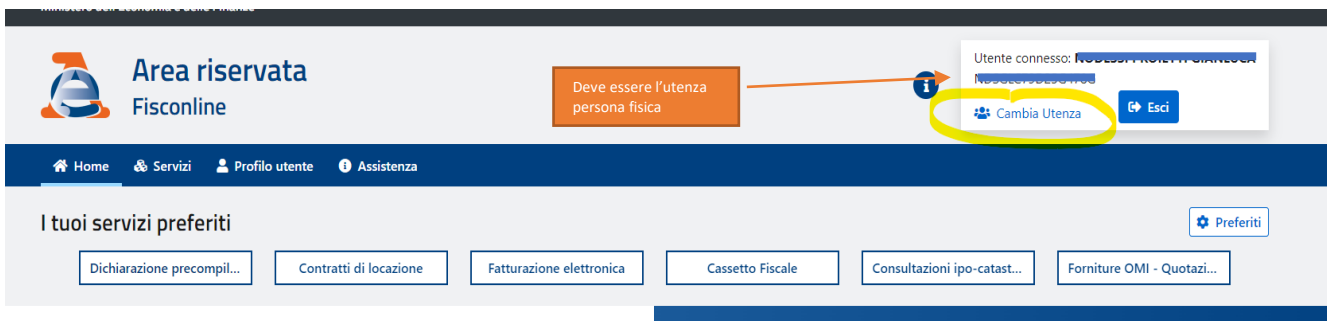 Area riservata
Fisconline
Deve essere l'utenza
persona fisica
Utente connesso:
Cambia Utenza
Esci
Home Servizi Profilo utente Assistenza
I tuoi servizi preferiti
Preferiti
Dichiarazione precompil... Contratti di locazione Fatturazione elettronica Cassetto Fiscale Consultazioni ipo-catast... Forniture OMI - Quotazi...